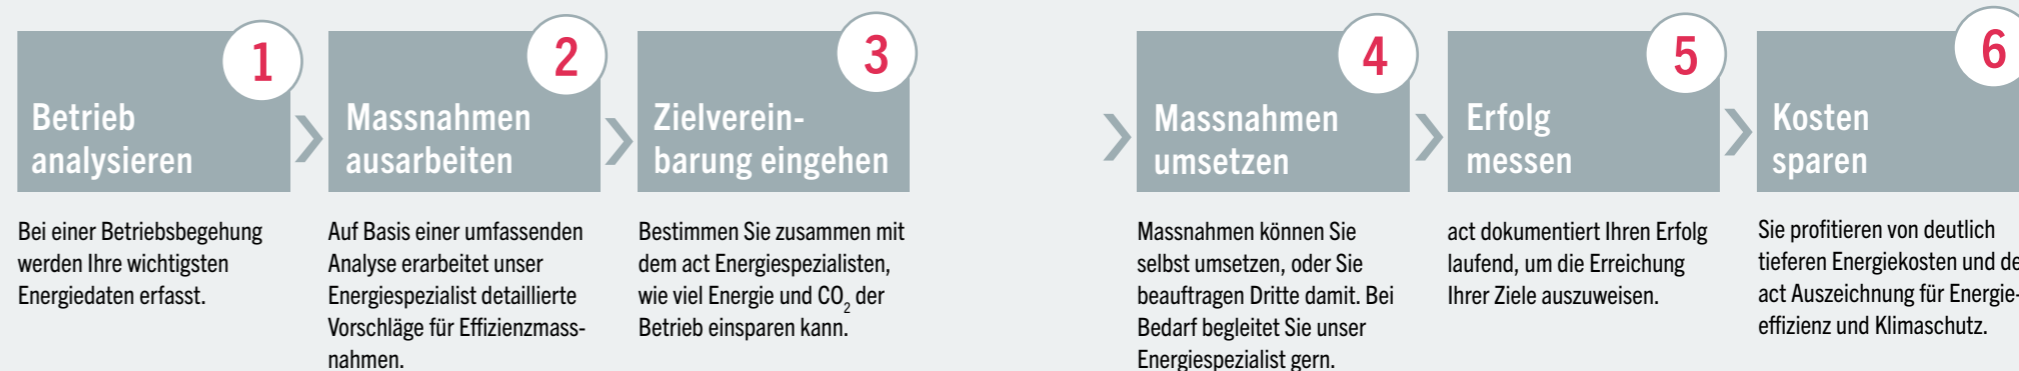 1
Betrieb
analysieren
Bei einer Betriebsbegehung
werden Ihre wichtigsten
Energiedaten erfasst.
2
Massnahmen
ausarbeiten
Auf Basis einer umfassenden
Analyse erarbeitet unser
Energiespezialist detaillierte
Vorschläge für Effizienzmass-
nahmen.
3
Zielverein-
barung eingehen
Bestimmen Sie zusammen mit
dem act Energiespezialisten,
wie viel Energie und CO₂ der
Betrieb einsparen kann.
4
Massnahmen
umsetzen
Massnahmen können Sie
selbst umsetzen, oder Sie
beauftragen Dritte damit. Bei
Bedarf begleitet Sie unser
Energiespezialist gern.
5
Erfolg
messen
act dokumentiert Ihren Erfolg
laufend, um die Erreichung
Ihrer Ziele auszuweisen.
6
Kosten
sparen
Sie profitieren von deutlich
tieferen Energiekosten und
act Auszeichnung für Energie-
effizienz und Klimaschutz.